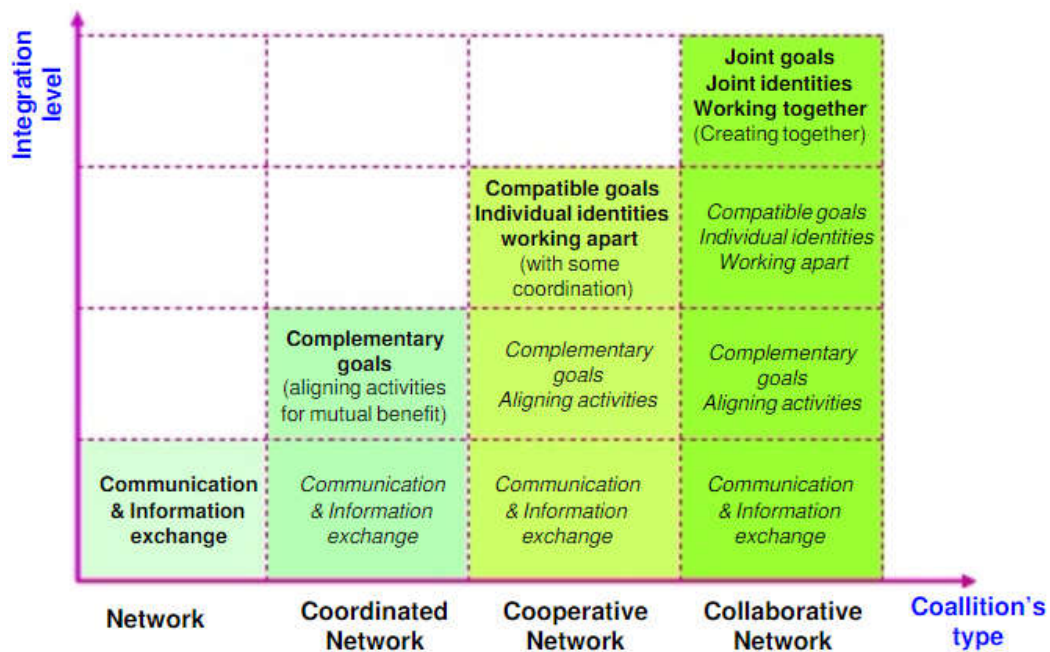 Integration
level
Joint goals
Joint identities
Working together
(Creating together)
Compatible goals
Individual identities
working apart
(with some
coordination)
Compatible goals
Individual identities
Working apart
Complementary
goals
(aligning activities
for mutual benefit)
Complementary
goals
Aligning activities
Complementary
goals
Aligning activities
Communication
& Information
exchange
Communication
& Information
exchange
Communication
& Information
exchange
Communication
& Information
exchange
Network
Coordinated
Network
Cooperative
Network
Collaborative
Network
Coallition's
type